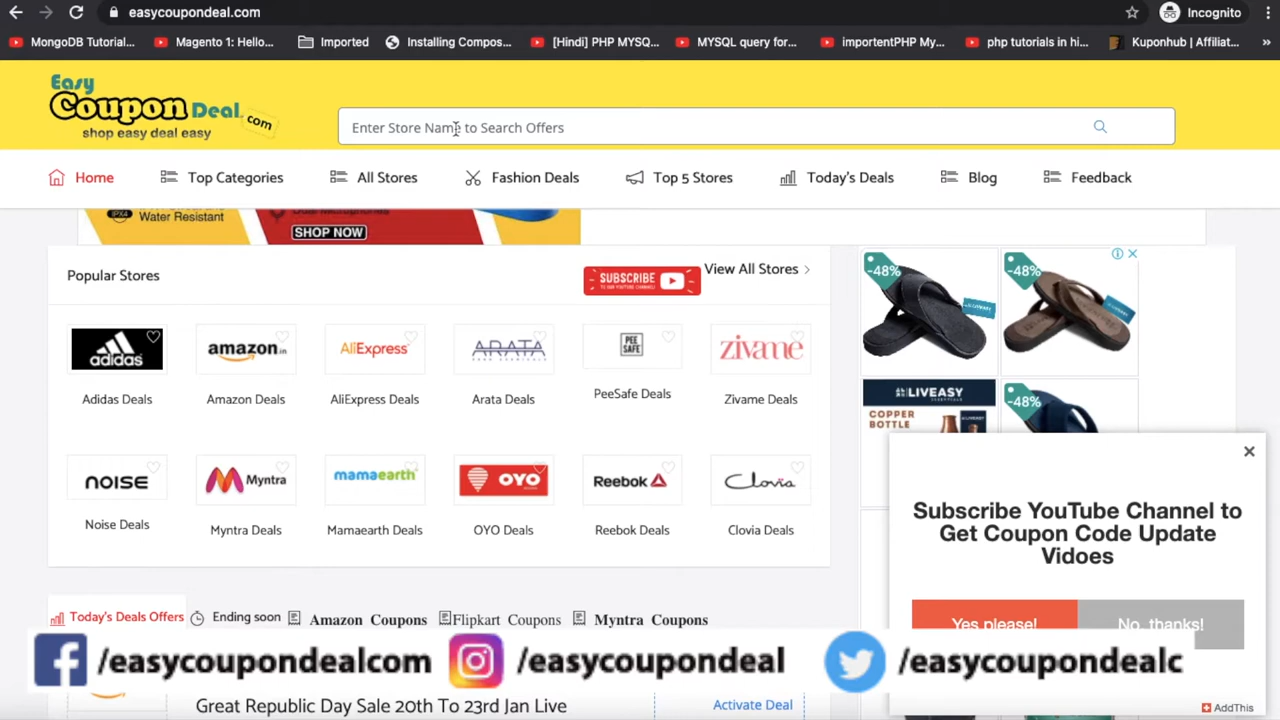 easycoupondeal.com
Incognito
MongoDB Tutorial...
Magento 1: Hello...
Imported
Installing Compos...
[Hindi] PHP MYSQ...
MYSQL query for...
importentPHP My...
php tutorials in hi...
Kuponhub | Affiliat...
»
Easy
Coupon Deal.com
shop easy deal easy
Enter Store Name to Search Offers
Home
Top Categories
All Stores
Fashion Deals
Top 5 Stores
Today's Deals
Blog
Feedback
IPX4
Water Resistant
SHOP NOW
Popular Stores
SUBSCRIBE
TO OUR YOUTUBE CHANNEL
View All Stores
adidas
amazon.in
AliExpress
ARATA
PEE SAFE
zivame
Adidas Deals
Amazon Deals
AliExpress Deals
Arata Deals
PeeSafe Deals
Zivame Deals
NOISE
Myntra
mamaearth
OYO
Reebok
Clovia
Noise Deals
Myntra Deals
Mamaearth Deals
OYO Deals
Reebok Deals
Clovia Deals
-48%
-48%
LIVEASY
COPPER
BOTTLE
-48%
Subscribe YouTube Channel to
Get Coupon Code Update
Vidoes
Yes please!
No, thanks!
AddThis
Today's Deals Offers
Ending soon
Amazon Coupons
Flipkart Coupons
Myntra Coupons
/easycoupondealcom
/easycoupondeal
/easycoupondealc
Great Republic Day Sale 20th To 23rd Jan Live
Activate Deal